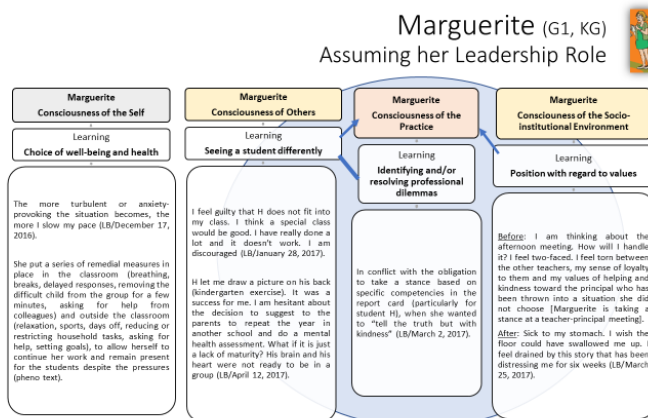 Marguerite (G1, KG)
Assuming her Leadership Role
Marguerite
Consciousness of the Self
Learning
Choice of well-being and health
The more turbulent or anxiety-
provoking the situation becomes, the
more I slow my pace (LB/December 17,
2016).
She put a series of remedial measures in
place in the classroom (breathing,
breaks, delayed responses, removing the
difficult child from the group for a few
minutes, asking for help from
colleagues) and outside the classroom
(relaxation, sports, days off, reducing or
restricting household tasks, asking for
help, setting goals), to allow herself to
continue her work and remain present
for the students despite the pressures
(pheno text).
Marguerite
Consciousness of Others
Learning
Seeing a student differently
I feel guilty that H does not fit into
my class. I think a special class
would be good. I have really done a
lot and it doesn't work. I am
discouraged (LB/January 28, 2017).
H let me draw a picture on his back
(kindergarten exercise). It was a
success for me. I am hesitant about
the decision to suggest to the
parents to repeat the year in
another school and do a mental
health assessment. What if it is just
a lack of maturity? His brain and his
heart were not ready to be in a
group (LB/April 12, 2017).
Marguerite
Consciousness of the
Practice
Learning
Identifying and/or
resolving professional
dilemmas
In conflict with the obligation
to take a stance based on
specific competencies in the
report card (particularly for
student H), when she wanted
to "tell the truth but with
kindness" (LB/March 2, 2017).
Marguerite
Consciouness of the Socio-
institutional Environment
Learning
Position with regard to values
Before: I am thinking about the
afternoon meeting. How will I handle
it? I feel two-faced. I feel torn between
the other teachers, my sense of loyalty
to them and my values of helping and
kindness toward the principal who has
been thrown into a situation she did
not choose [Marguerite is taking a
stance at a teacher-principal meeting].
After: Sick to my stomach. I wish the
floor could have swallowed me up. I
feel drained by this story that has been
distressing me for six weeks (LB/March
25, 2017).